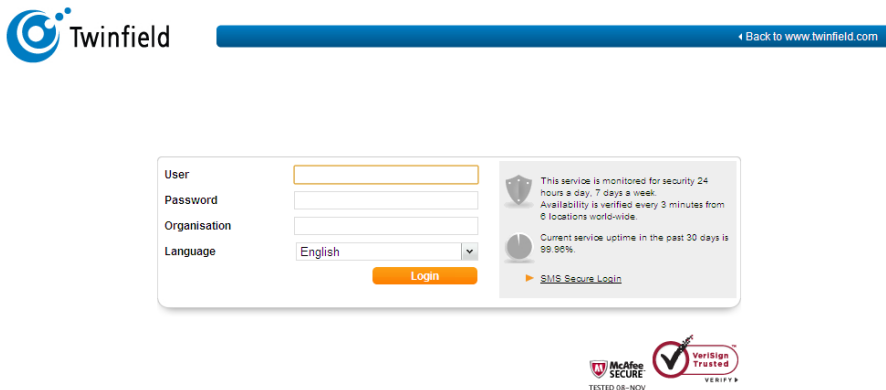 Twinfield
Back to www.twinfield.com
User
Password
Organisation
Language
English
Login
This service is monitored for security 24
hours a day, 7 days a week.
Availability is verified every 3 minutes from
6 locations world-wide.
Current service uptime in the past 30 days is
99.96%.
SMS Secure Login
McAfee
SECURE
TESTED 08-NOV
VeriSign
Trusted
VERIFY